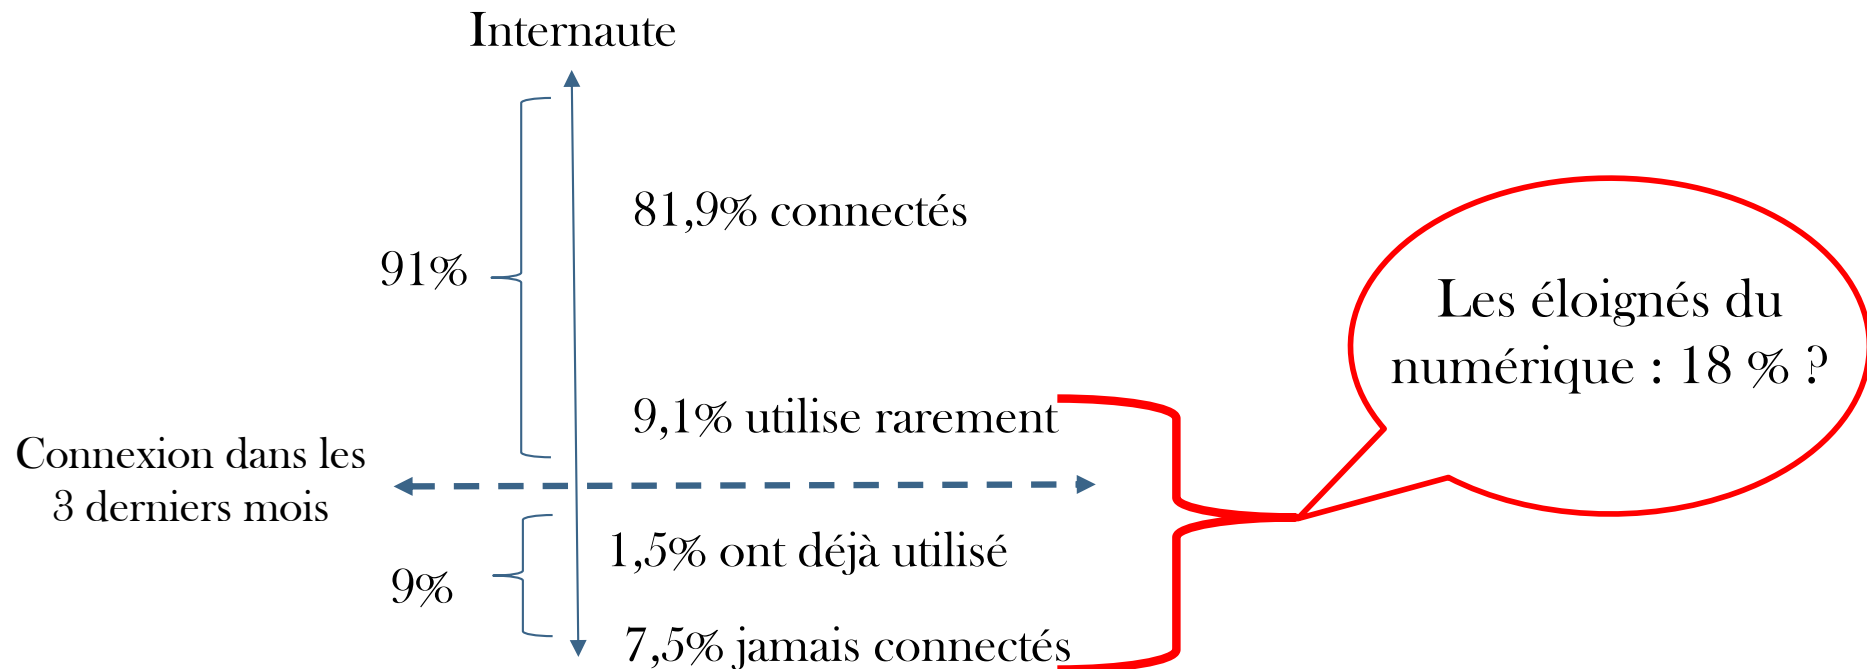 Internaute
81,9% connectés
91%
Les éloignés du
numérique : 18 % ?
9,1% utilise rarement
Connexion dans les
3 derniers mois
1,5% ont déjà utilisé
9%
7,5% jamais connectés